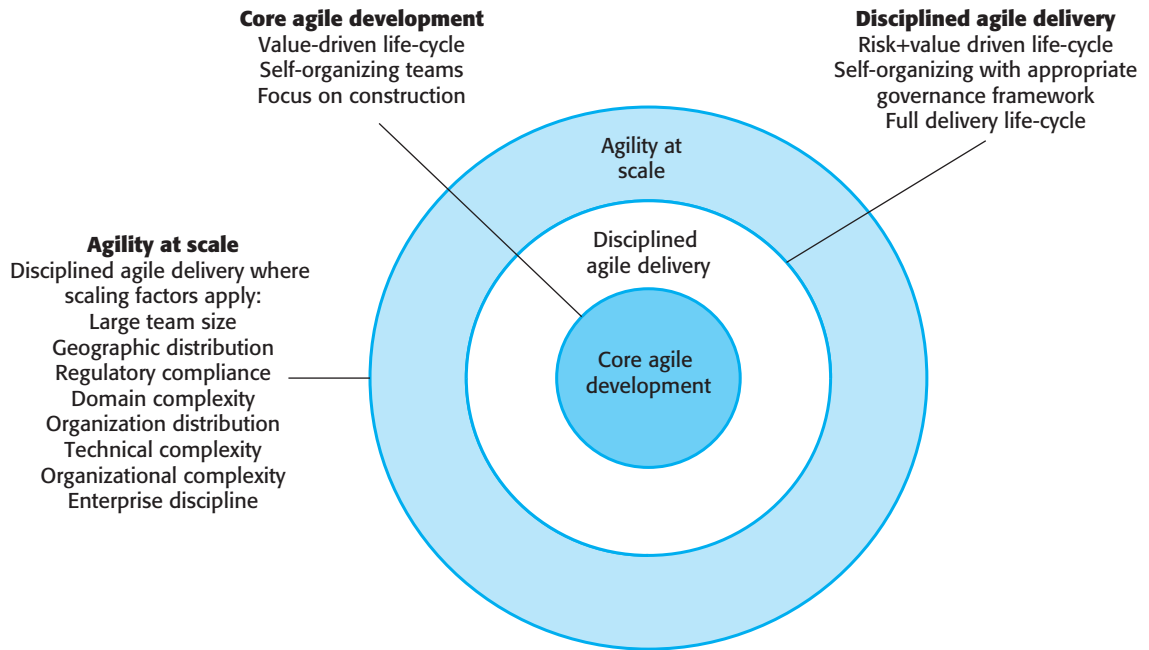 Core agile development
Value-driven life-cycle
Self-organizing teams
Focus on construction
Disciplined agile delivery
Risk+value driven life-cycle
Self-organizing with appropriate
governance framework
Full delivery life-cycle
Agility at scale
Disciplined agile delivery where
scaling factors apply:
Large team size
Geographic distribution
Regulatory compliance
Domain complexity
Organization distribution
Technical complexity
Organizational complexity
Enterprise discipline
Agility at
scale
Disciplined
agile delivery
Core agile
development